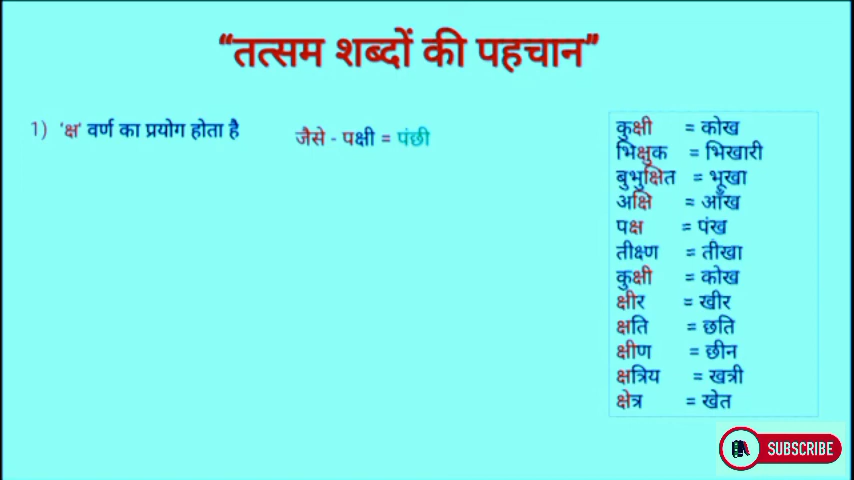 “तत्सम शब्दों की पहचान”
1) 'क्ष' वर्ण का प्रयोग होता है
जैसे - पक्षी = पंछी
कुक्षी = कोख
भिक्षुक = भिखारी
बुभुक्षित = भूखा
अक्षि = आँख
पक्ष = पंख
तीक्ष्ण = तीखा
कुक्षी = कोख
क्षीर = खीर
क्षति = छति
क्षीण = छीन
क्षत्रिय = खत्री
क्षेत्र = खेत
SUBSCRIBE